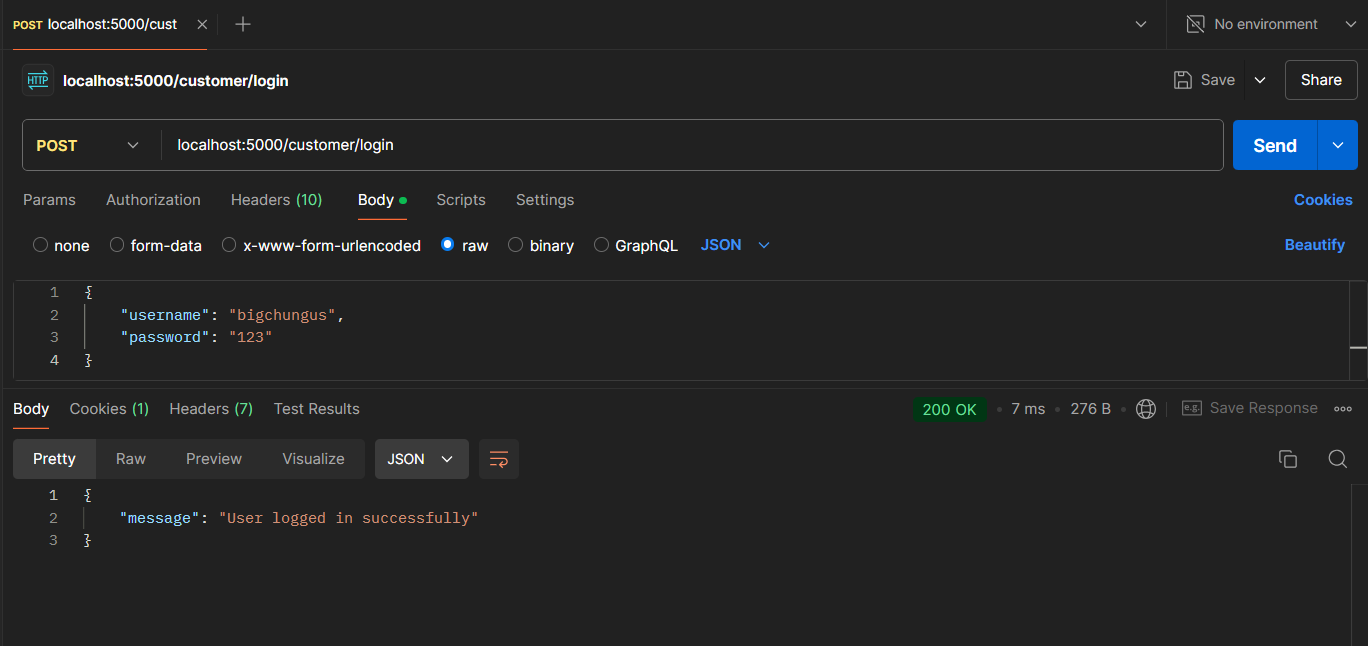 POST localhost:5000/cust
No environment
HTTP localhost:5000/customer/login
Save
Share
POST localhost:5000/customer/login
Send
Params Authorization Headers (10) Body Scripts Settings Cookies
none form-data x-www-form-urlencoded raw binary GraphQL JSON Beautify
1 {
2 "username": "bigchungus",
3 "password": "123"
4 }
Body Cookies (1) Headers (7) Test Results 200 OK 7 ms 276 B e.g. Save Response
Pretty Raw Preview Visualize JSON
1 {
2 "message": "User logged in successfully"
3 }